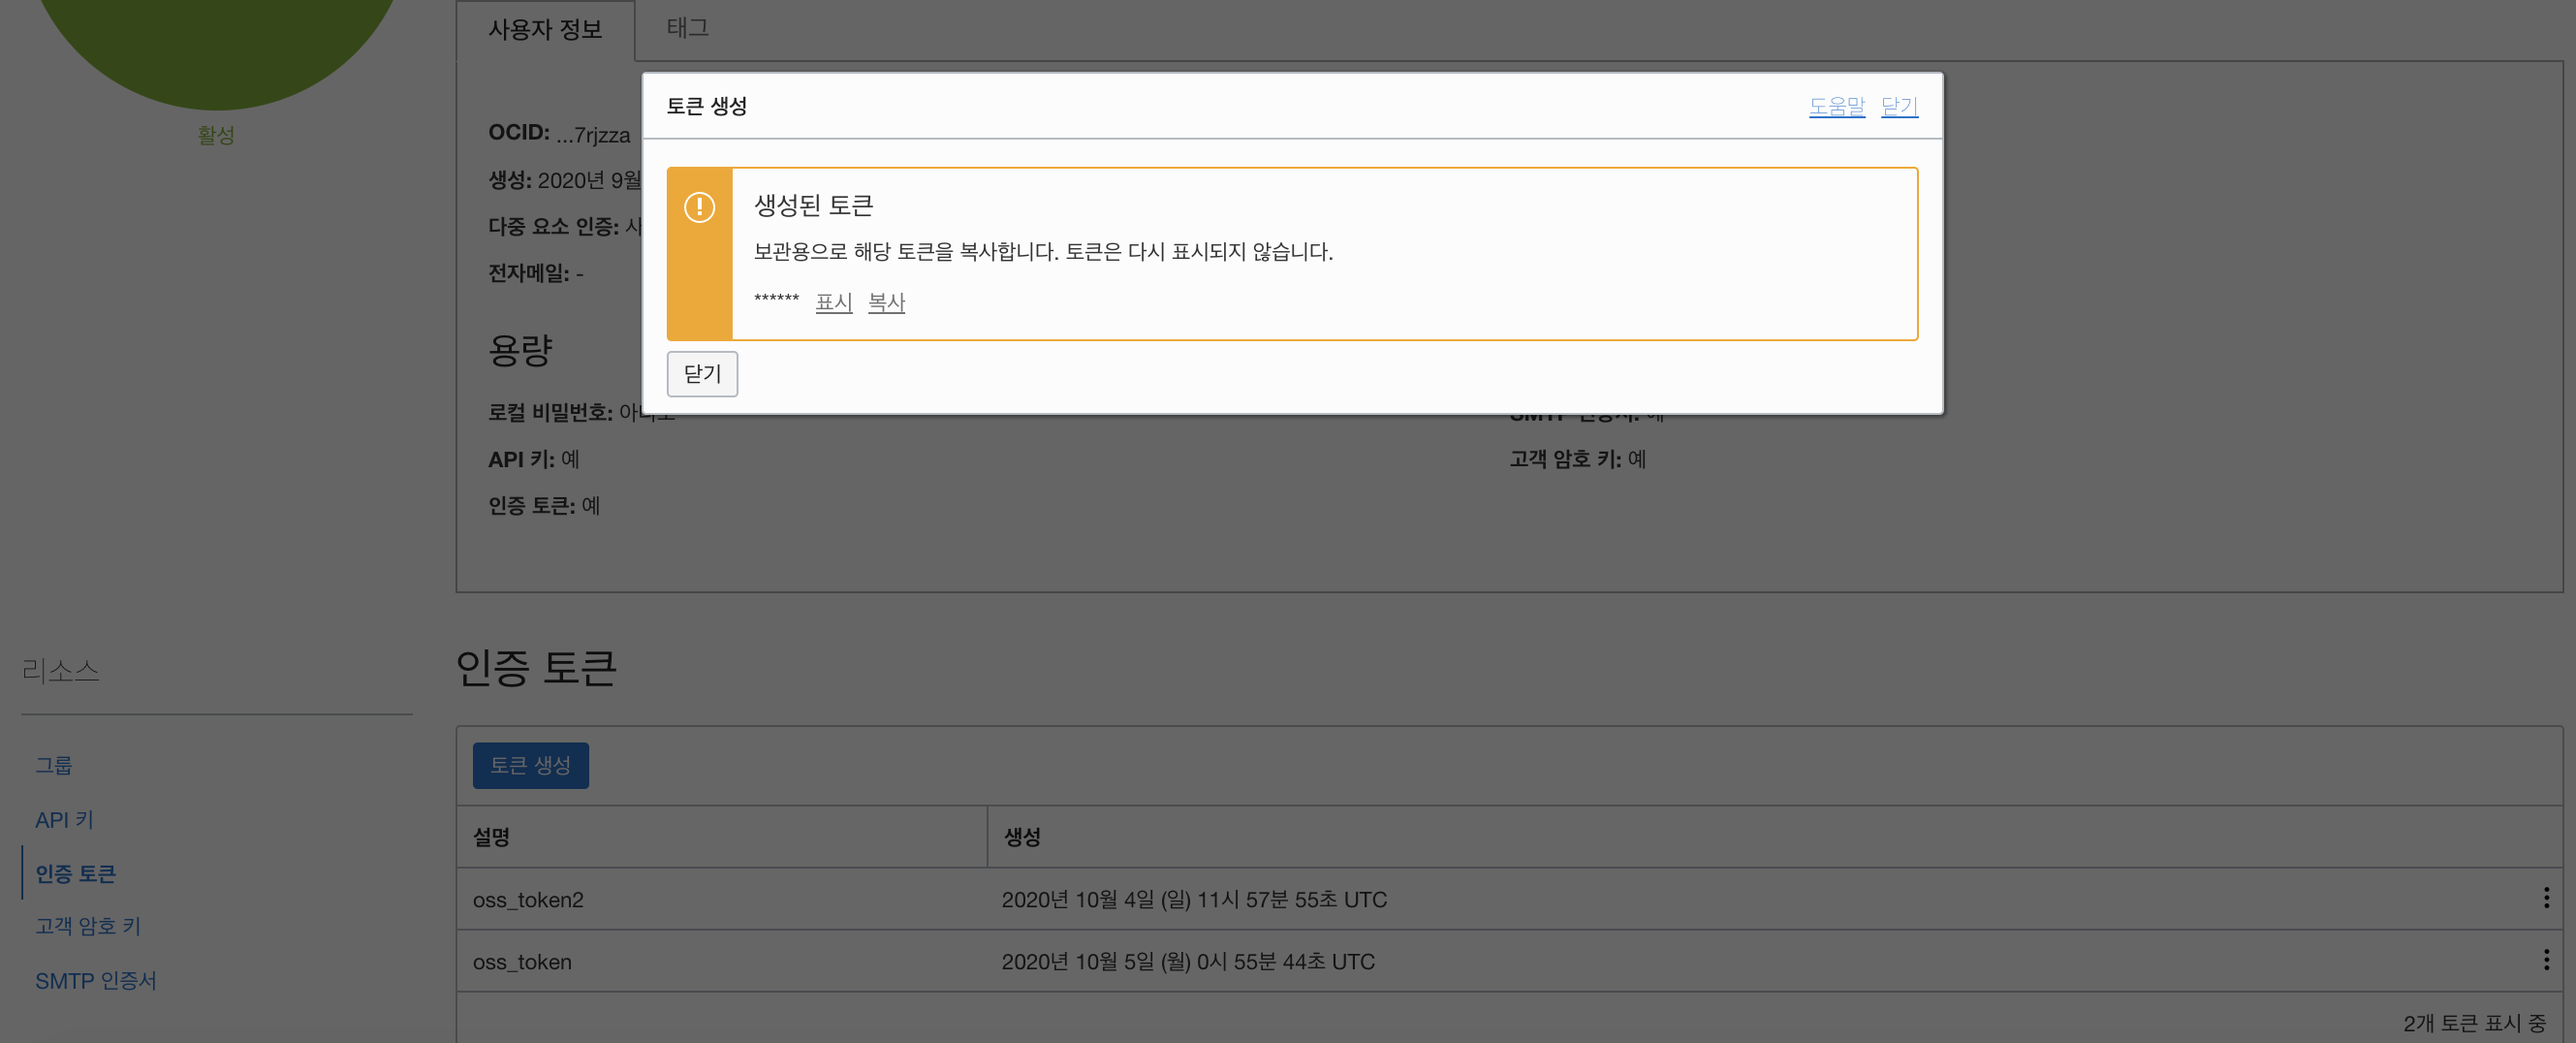 사용자 정보
태그
활성
토큰 생성
도움말 닫기
생성된 토큰
보관용으로 해당 토큰을 복사합니다. 토큰은 다시 표시되지 않습니다.
****** 표시 복사
닫기
OCID: ...7rjzza
생성: 2020년 9월
다중 요소 인증:
전자메일: -
용량
로컬 비밀번호: 아니오
SMTP 인증서: 예
API 키: 예
고객 암호 키: 예
인증 토큰: 예
리소스
그룹
API 키
인증 토큰
고객 암호 키
SMTP 인증서
인증 토큰
토큰 생성
설명 생성
oss_token2 2020년 10월 4일 (일) 11시 57분 55초 UTC
oss_token 2020년 10월 5일 (월) 0시 55분 44초 UTC
2개 토큰 표시 중